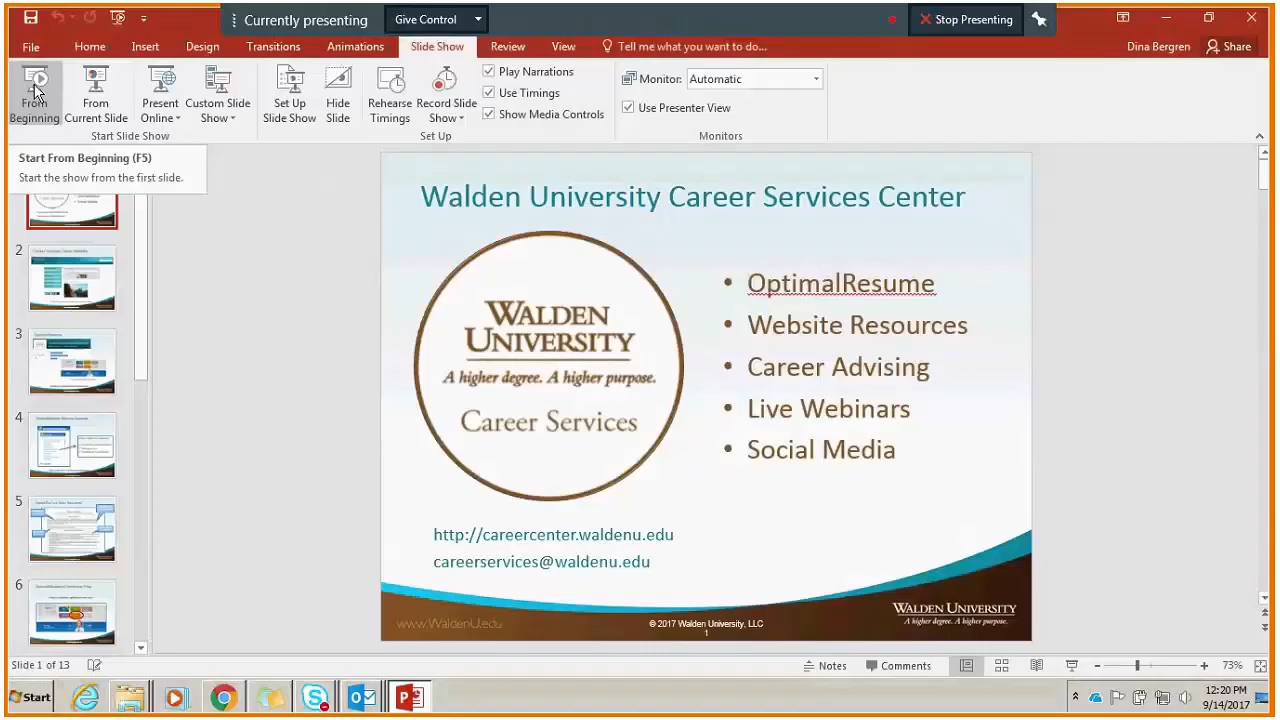 Currently presenting
Give Control
Stop Presenting
File
Home
Insert
Design
Transitions
Animations
Slide Show
Review
View
Tell me what you want to do...
Dina Bergren
Share
From Beginning
From Current Slide
Present Online
Custom Slide Show
Set Up Slide Show
Hide Slide
Rehearse Timings
Record Slide Show
Play Narrations
Use Timings
Show Media Controls
Monitor:
Automatic
Use Presenter View
Start Slide Show
Set Up
Monitors
Start From Beginning (F5)
Start the show from the first slide.
2
3
4
5
6
Walden University Career Services Center
WALDEN
UNIVERSITY
A higher degree. A higher purpose.
Career Services
• OptimalResume
• Website Resources
• Career Advising
• Live Webinars
• Social Media
http://careercenter.waldenu.edu
careerservices@waldenu.edu
www.WaldenU.edu
© 2017 Walden University, LLC
1
WALDEN UNIVERSITY
A higher degree. A higher purpose.
Slide 1 of 13
Notes
Comments
73%
Start
12:20 PM
9/14/2017